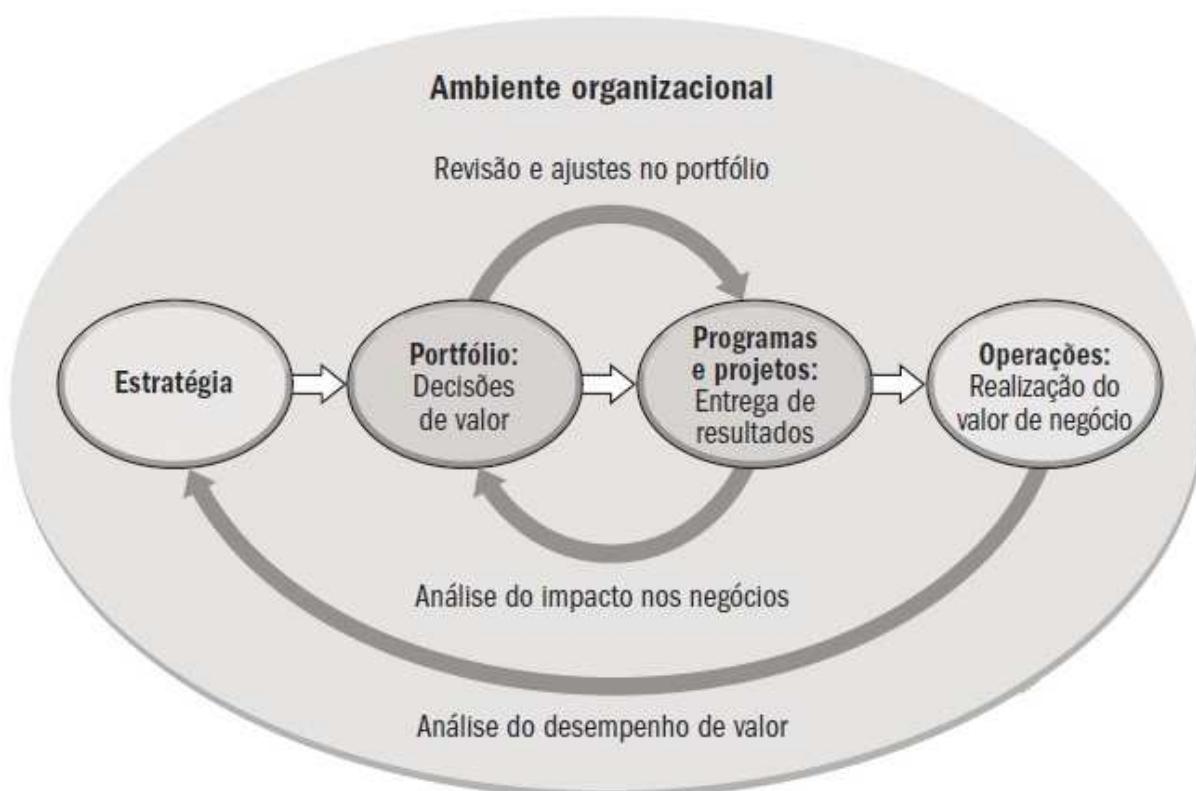 Ambiente organizacional
Revisão e ajustes no portfólio
Estratégia
Portfólio:
Decisões
de valor
Programas
e projetos:
Entrega de
resultados
Operações:
Realização do
valor de negócio
Análise do impacto nos negócios
Análise do desempenho de valor